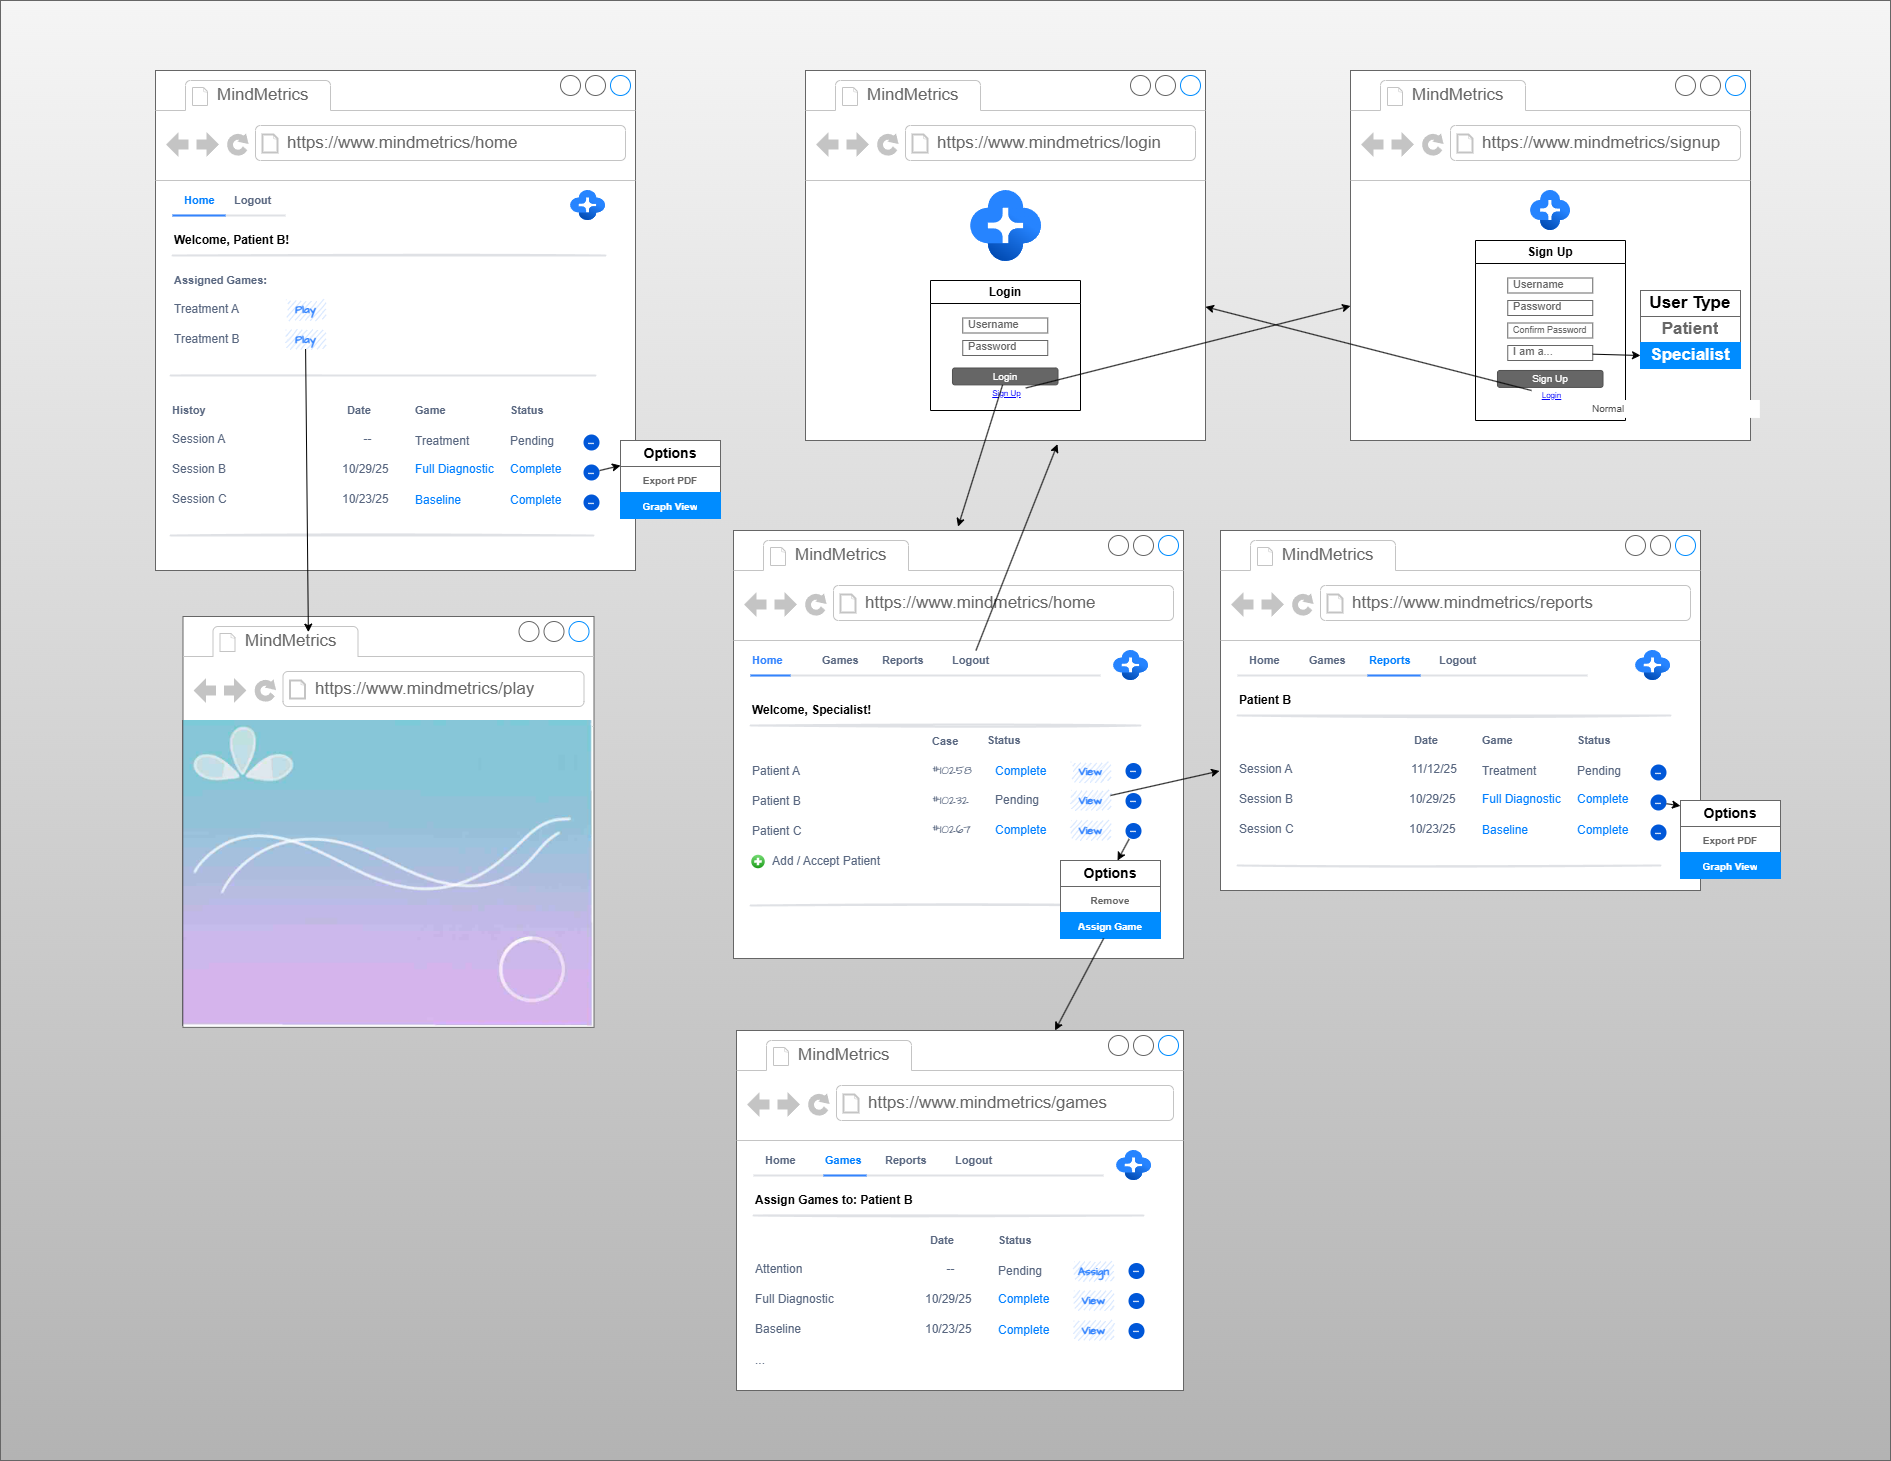 MindMetrics
https://www.mindmetrics/home
Home Logout
Welcome, Patient B!
Assigned Games:
Treatment A Play
Treatment B Play
Histoy Date Game Status
Session A -- Treatment Pending
Session B 10/29/25 Full Diagnostic Complete
Session C 10/23/25 Baseline Complete
Options
Export PDF
Graph View
MindMetrics
https://www.mindmetrics/login
Login
Username
Password
Login
Sign Up
MindMetrics
https://www.mindmetrics/signup
Sign Up
Username
Password
Confirm Password
I am a...
Sign Up
Login
Normal
User Type
Patient
Specialist
MindMetrics
https://www.mindmetrics/play
MindMetrics
https://www.mindmetrics/home
Home Games Reports Logout
Welcome, Specialist!
Case Status
Patient A #10258 Complete View
Patient B #10232 Pending View
Patient C #10267 Complete View
Add / Accept Patient
Options
Remove
Assign Game
MindMetrics
https://www.mindmetrics/reports
Home Games Reports Logout
Patient B
Date Game Status
Session A 11/12/25 Treatment Pending
Session B 10/29/25 Full Diagnostic Complete
Session C 10/23/25 Baseline Complete
Options
Export PDF
Graph View
MindMetrics
https://www.mindmetrics/games
Home Games Reports Logout
Assign Games to: Patient B
Date Status
Attention -- Pending Assign
Full Diagnostic 10/29/25 Complete View
Baseline 10/23/25 Complete View
...